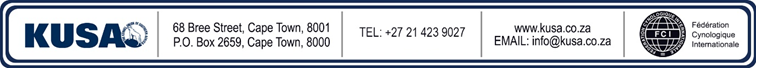 KUSA
68 Bree Street, Cape Town, 8001
P.O. Box 2659, Cape Town, 8000
TEL: +27 21 423 9027
www.kusa.co.za
EMAIL: info@kusa.co.za
FCI
Fédération
Cynologique
Internationale